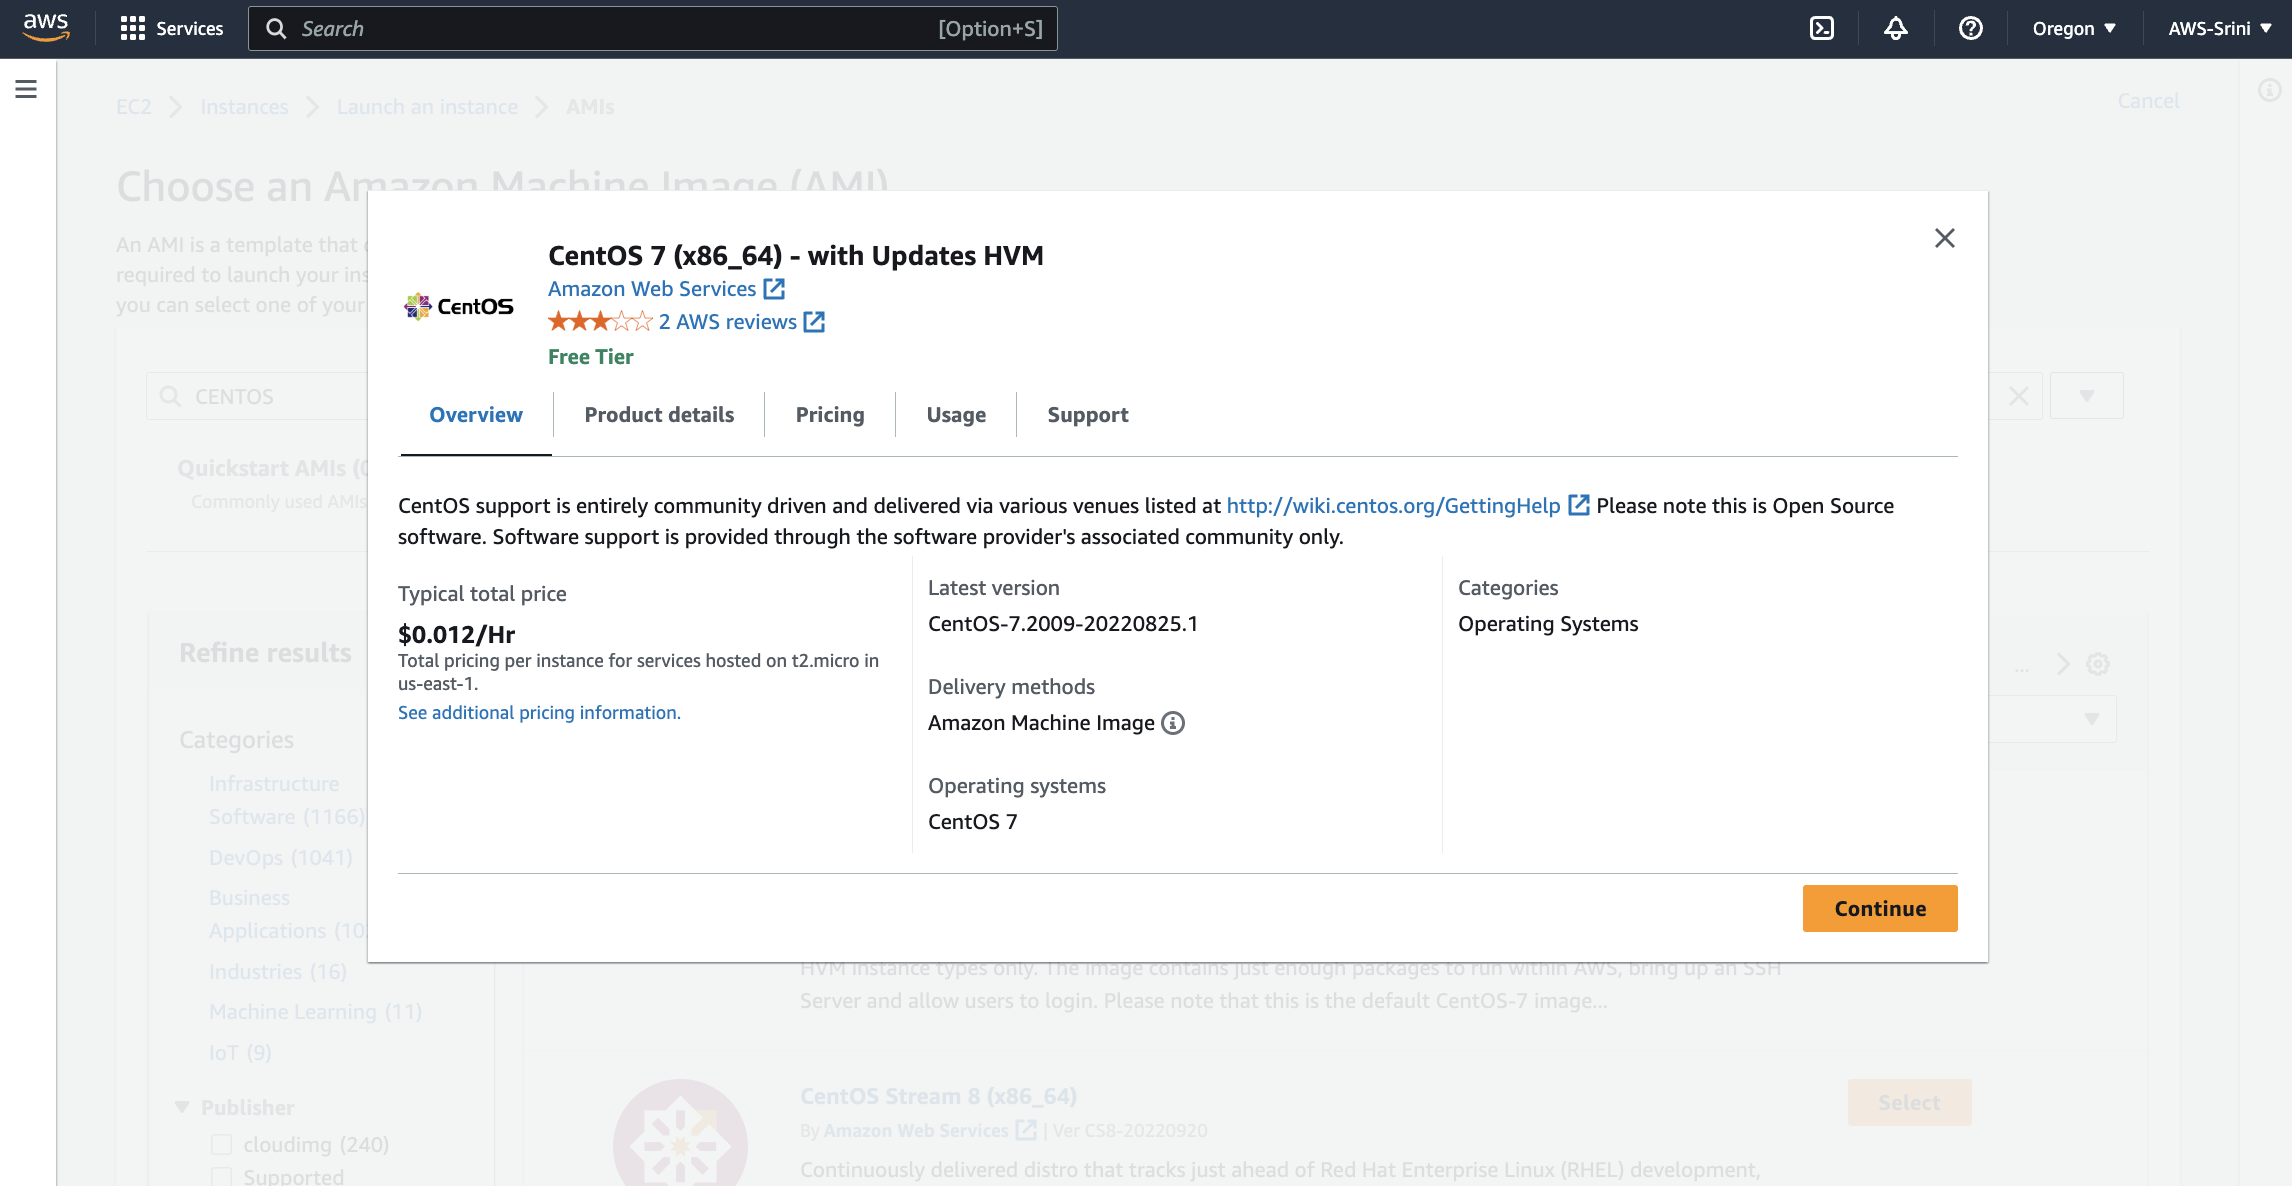 aws
Services
Search
[Option+S]
Oregon
AWS-Srini
EC2
Instances
Launch an instance
AMIs
Cancel
Choose an Amazon Machine Image (AMI)
An AMI is a template that
required to launch your ins
you can select one of your
CENTOS
Quickstart AMIs (0
Commonly used AMIs
Refine results
Categories
Infrastructure
Software (1166)
DevOps (1041)
Business
Applications (10
Industries (16)
Machine Learning (11)
IoT (9)
Publisher
cloudimg (240)
Supported
CentOS
CentOS 7 (x86_64) - with Updates HVM
Amazon Web Services
2 AWS reviews
Free Tier
Overview
Product details
Pricing
Usage
Support
CentOS support is entirely community driven and delivered via various venues listed at http://wiki.centos.org/GettingHelp Please note this is Open Source
software. Software support is provided through the software provider's associated community only.
Typical total price
$0.012/Hr
Total pricing per instance for services hosted on t2.micro in
us-east-1.
See additional pricing information.
Latest version
CentOS-7.2009-20220825.1
Delivery methods
Amazon Machine Image
Operating systems
CentOS 7
Categories
Operating Systems
Continue
...
HVM instance types only. The image contains just enough packages to run within AWS, bring up an SSH
Server and allow users to login. Please note that this is the default CentOS-7 image...
CentOS Stream 8 (x86_64)
Select
By Amazon Web Services | Ver CS8-20220920
Continuously delivered distro that tracks just ahead of Red Hat Enterprise Linux (RHEL) development,